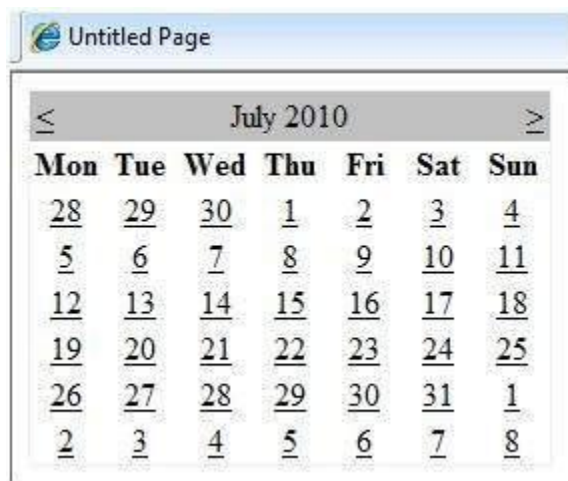 Untitled Page
< July 2010 >
Mon Tue Wed Thu Fri Sat Sun
28 29 30 1 2 3 4
5 6 7 8 9 10 11
12 13 14 15 16 17 18
19 20 21 22 23 24 25
26 27 28 29 30 31 1
2 3 4 5 6 7 8